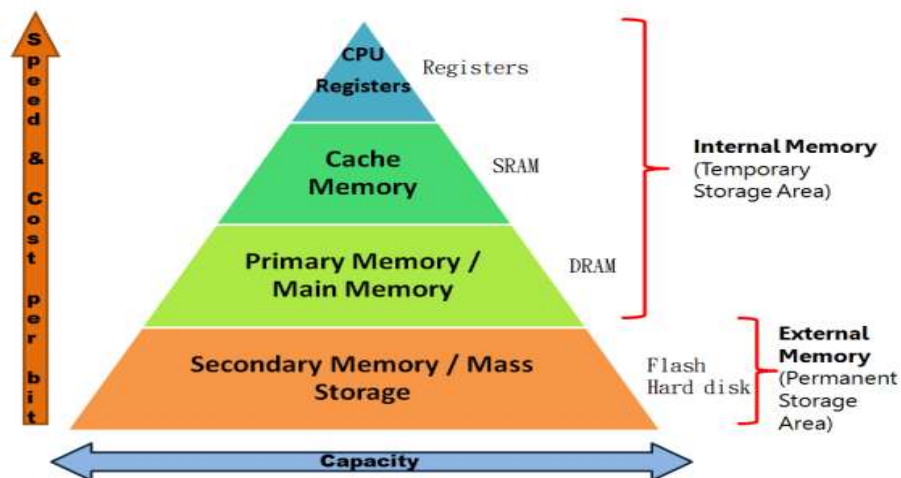 Speed & Cost per bit
CPU
Registers
Registers
Cache
Memory
SRAM
Primary Memory /
Main Memory
DRAM
Secondary Memory / Mass
Storage
Flash
Hard disk
Internal Memory
(Temporary
Storage Area)
External
Memory
(Permanent
Storage
Area)
Capacity